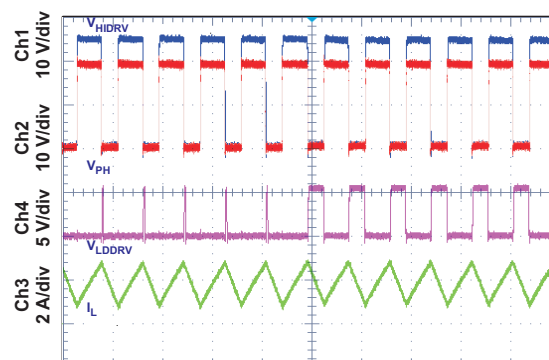 Ch1
10 V/div
VHIDRV
Ch2
10 V/div
VPH
Ch4
5 V/div
VLDDRV
Ch3
2 A/div
IL